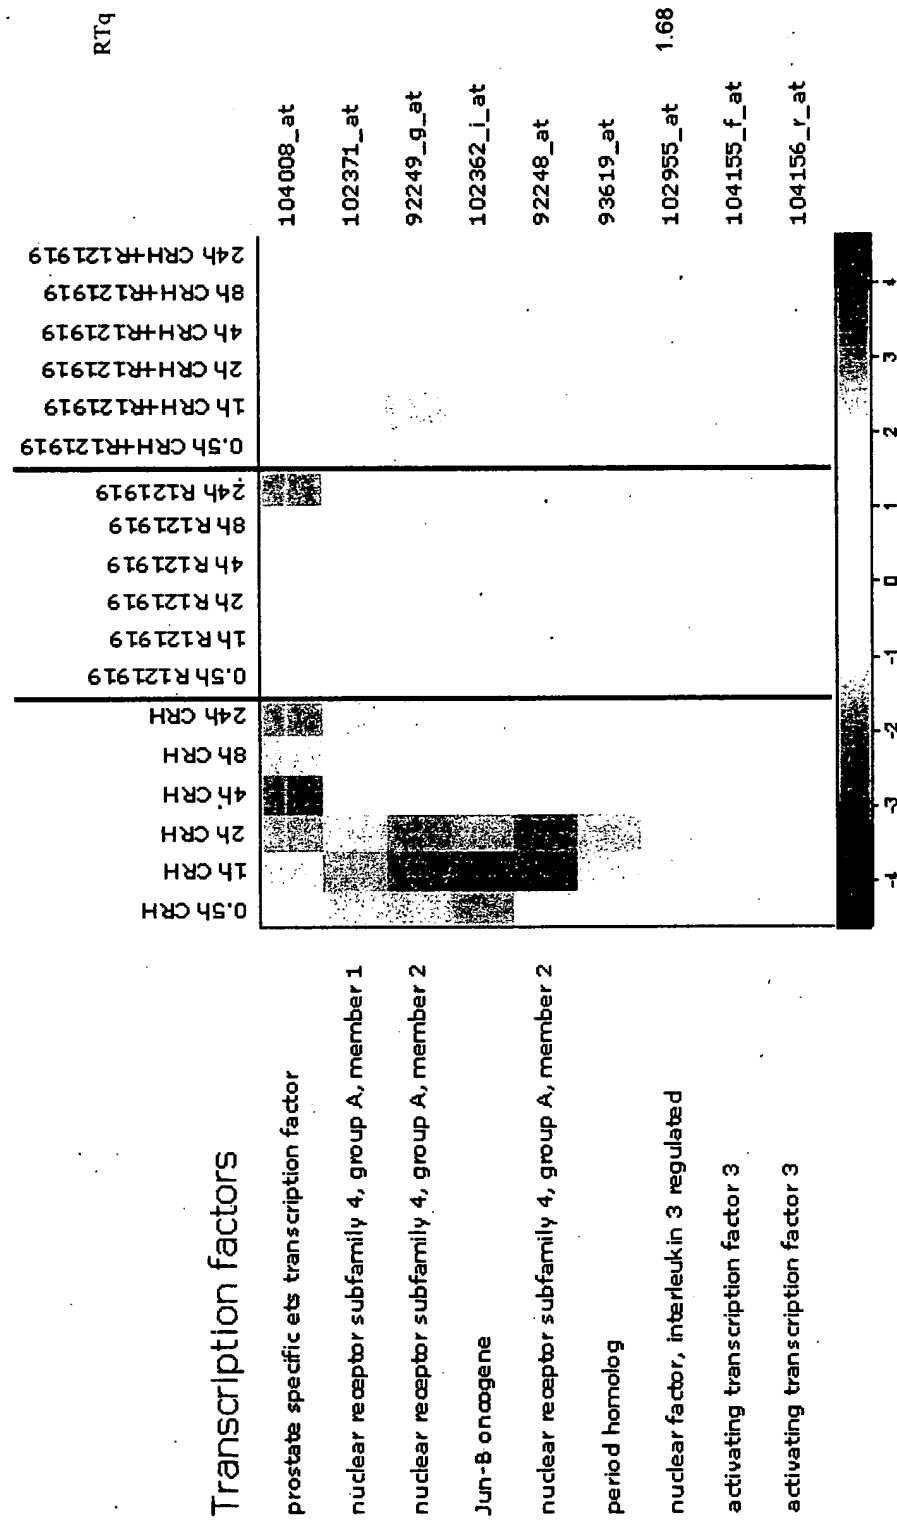 Transcription factors
RTq
0.5h CRH
1h CRH
2h CRH
4h CRH
8h CRH
24h CRH
0.5h R121919
1h R121919
2h R121919
4h R121919
8h R121919
24h R121919
0.5h CRH+R121919
1h CRH+R121919
2h CRH+R121919
4h CRH+R121919
8h CRH+R121919
24h CRH+R121919
prostate specific ets transcription factor 104008_at
nuclear receptor subfamily 4, group A, member 1 102371_at
nuclear receptor subfamily 4, group A, member 2 92249_g_at
Jun-B oncogene 102362_i_at
nuclear receptor subfamily 4, group A, member 2 92248_at
period homolog 93619_at
nuclear factor, interleukin 3 regulated 102955_at 1.68
activating transcription factor 3 104155_f_at
activating transcription factor 3 104156_r_at
-4 -3 -2 -1 0 1 2 3 4